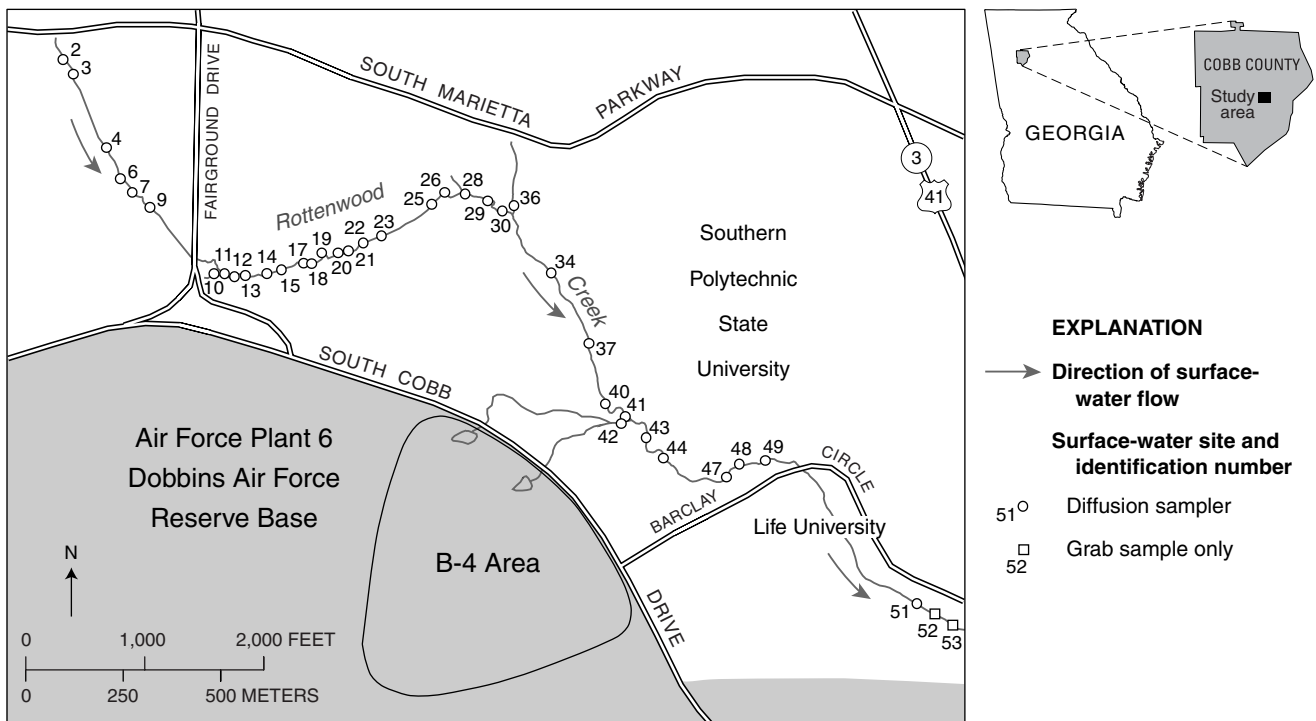 2
3
4
6
7
9
FAIRGROUND DRIVE
SOUTH MARIETTA
PARKWAY
3
41
GEORGIA
COBB COUNTY
Study
area
Rottenwood
Creek
10
11
12
13
14
15
17
18
19
20
21
22
23
25
26
28
29
30
36
34
37
40
41
42
43
44
47
48
49
Southern
Polytechnic
State
University
SOUTH COBB
DRIVE
BARCLAY
CIRCLE
Life University
51
52
53
Air Force Plant 6
Dobbins Air Force
Reserve Base
B-4 Area
N
0 1,000 2,000 FEET
0 250 500 METERS
EXPLANATION
Direction of surface-
water flow
Surface-water site and
identification number
51 Diffusion sampler
52 Grab sample only